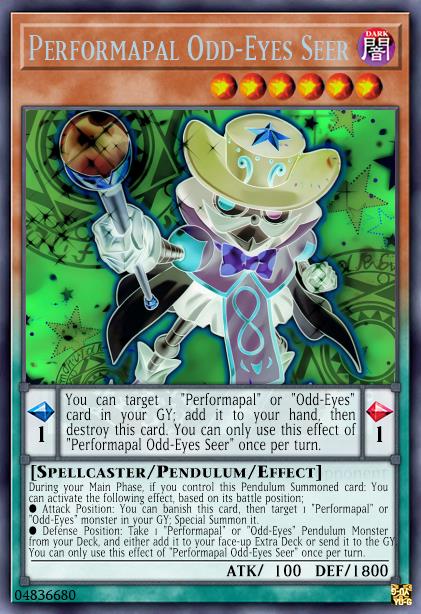 Performapal Odd-Eyes Seer
DARK
闇
You can target 1 "Performapal" or "Odd-Eyes"
card in your GY; add it to your hand, then
destroy this card. You can only use this effect of
"Performapal Odd-Eyes Seer" once per turn.
1
1
[Spellcaster/Pendulum/Effect]
During your Main Phase, if you control this Pendulum Summoned card: You
can activate the following effect, based on its battle position;
● Attack Position: You can banish this card, then target 1 "Performapal" or
"Odd-Eyes" monster in your GY; Special Summon it.
● Defense Position: Take 1 "Performapal" or "Odd-Eyes" Pendulum Monster
from your Deck, and either add it to your face-up Extra Deck or send it to the GY.
You can only use this effect of "Performapal Odd-Eyes Seer" once per turn.
ATK/ 100 DEF/1800
04836680